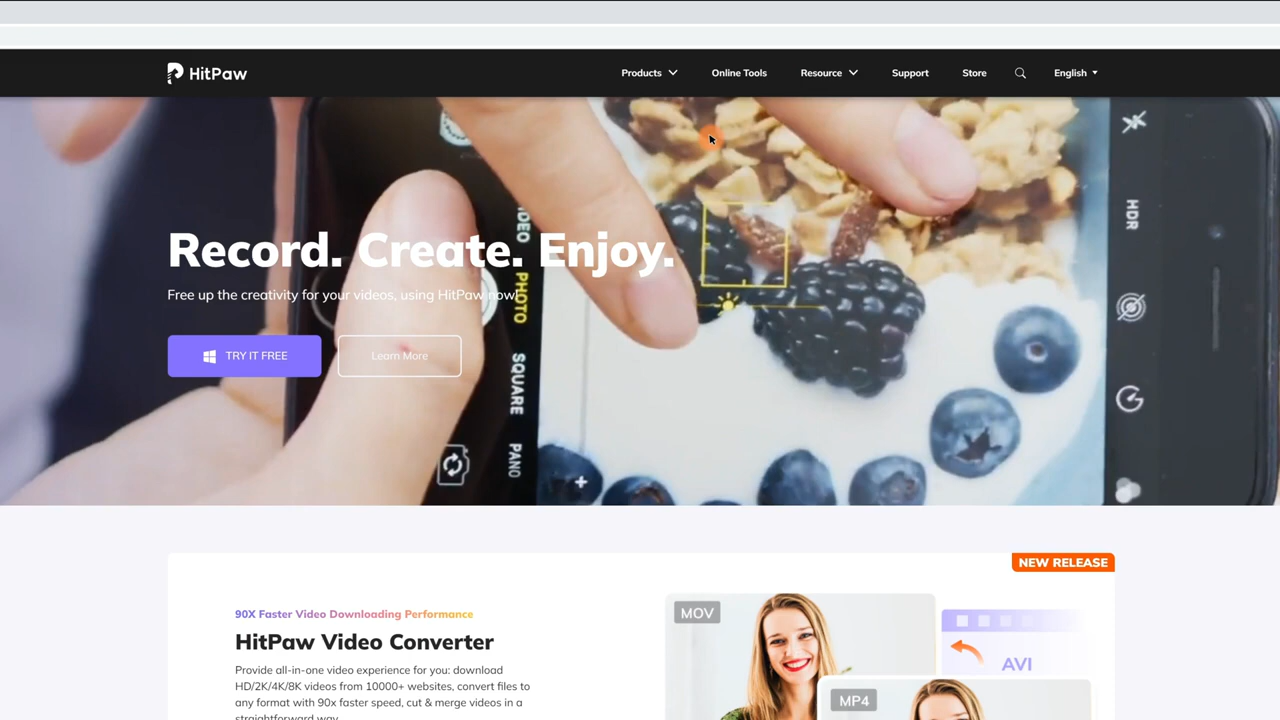 HitPaw
Products
Online Tools
Resource
Support
Store
English
Record. Create. Enjoy.
Free up the creativity for your videos, using HitPaw now!
TRY IT FREE
Learn More
PHOTO
SQUARE
PANO
HDR
NEW RELEASE
90X Faster Video Downloading Performance
HitPaw Video Converter
Provide all-in-one video experience for you: download
HD/2K/4K/8K videos from 10000+ websites, convert files to
any format with 90x faster speed, cut & merge videos in a
straightforward way.
MOV
AVI
MP4